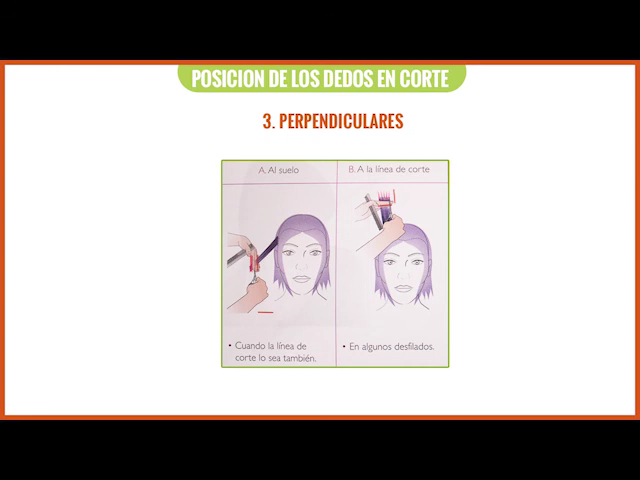 POSICION DE LOS DEDOS EN CORTE
3. PERPENDICULARES
A. Al suelo
B. A la línea de corte
• Cuando la línea de
corte lo sea también.
• En algunos desfilados.